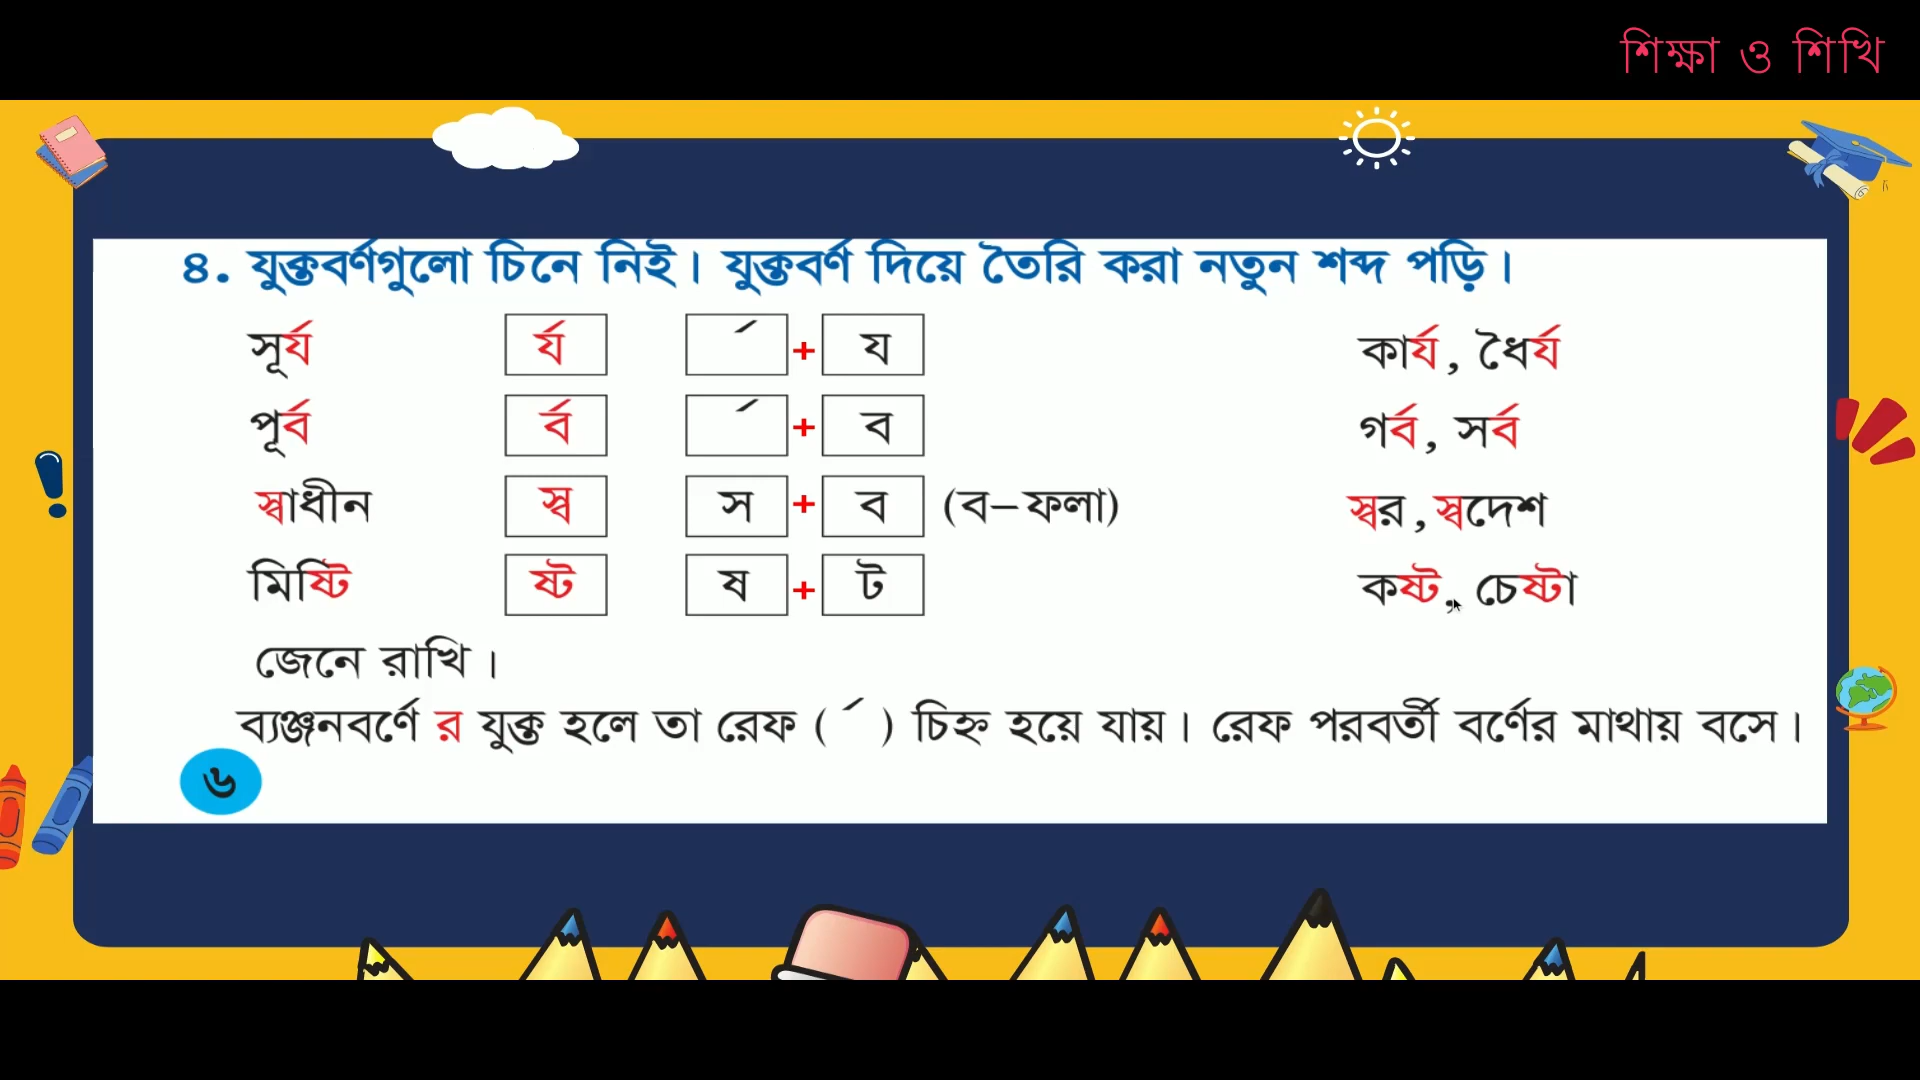 শিক্ষা ও শিখি
৪. যুক্তবর্ণগুলো চিনে নিই। যুক্তবর্ণ দিয়ে তৈরি করা নতুন শব্দ পড়ি।
সূর্য র্য র্ + য কার্য, ধৈর্য
পূর্ব র্ব র্ + ব গর্ব, সর্ব
স্বাধীন স্ব স + ব (ব-ফলা) স্বর, স্বদেশ
মিষ্টি ষ্ট ষ + ট কষ্ট, চেষ্টা
জেনে রাখি।
ব্যঞ্জনবর্ণে র যুক্ত হলে তা রেফ ( র্ ) চিহ্ন হয়ে যায়। রেফ পরবর্তী বর্ণের মাথায় বসে।
৬